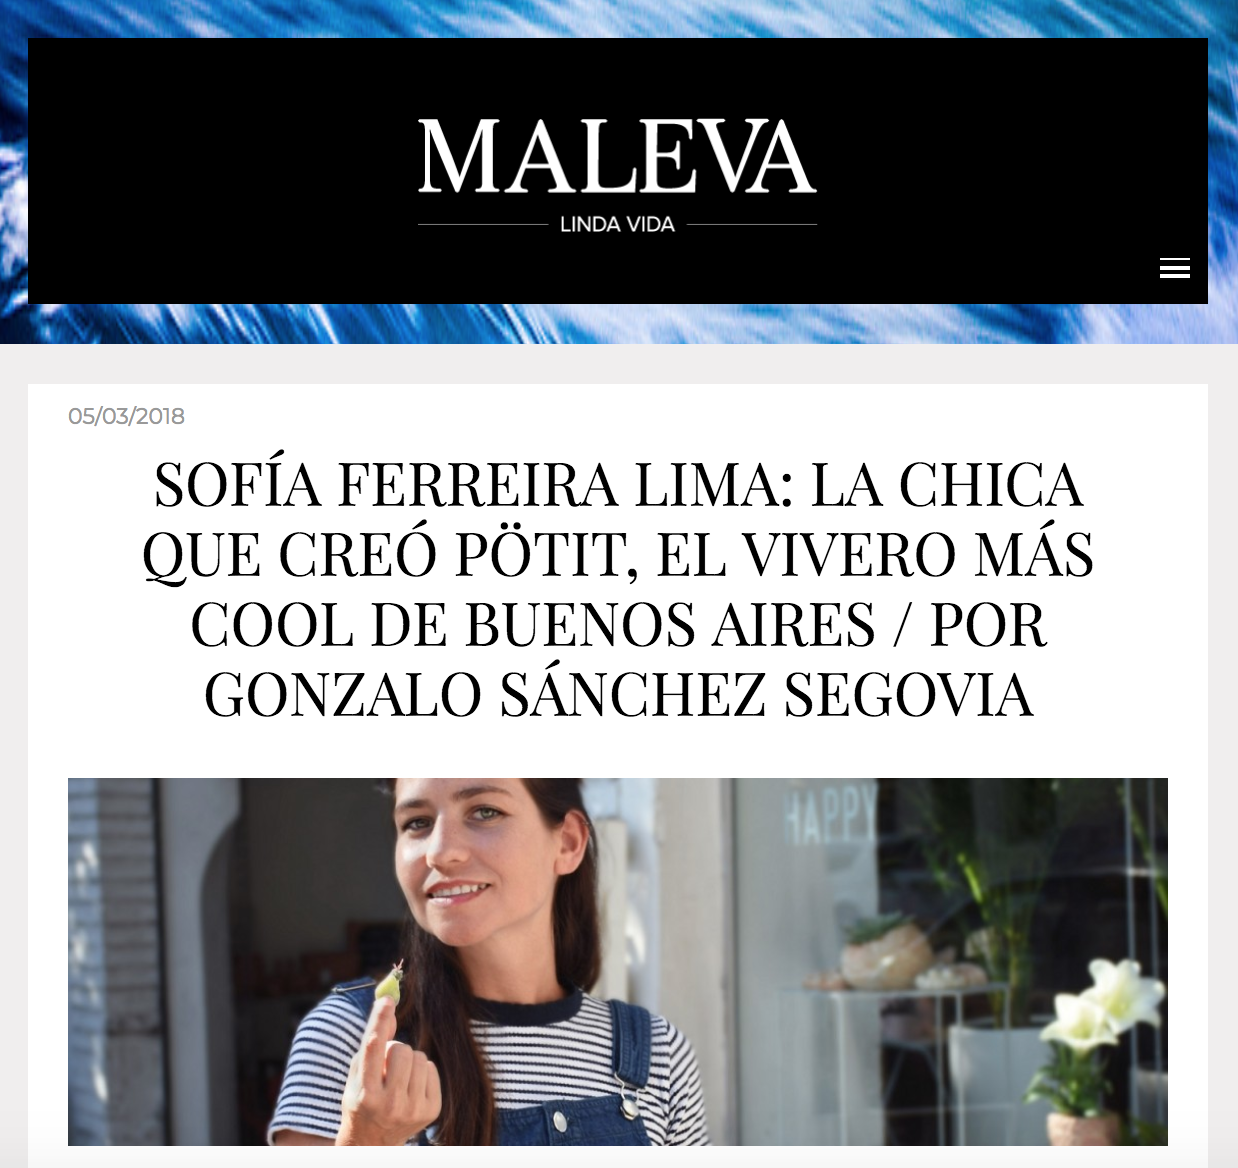 MALEVA
LINDA VIDA
05/03/2018
SOFÍA FERREIRA LIMA: LA CHICA
QUE CREÓ PÖTIT, EL VIVERO MÁS
COOL DE BUENOS AIRES / POR
GONZALO SÁNCHEZ SEGOVIA
HAPPY